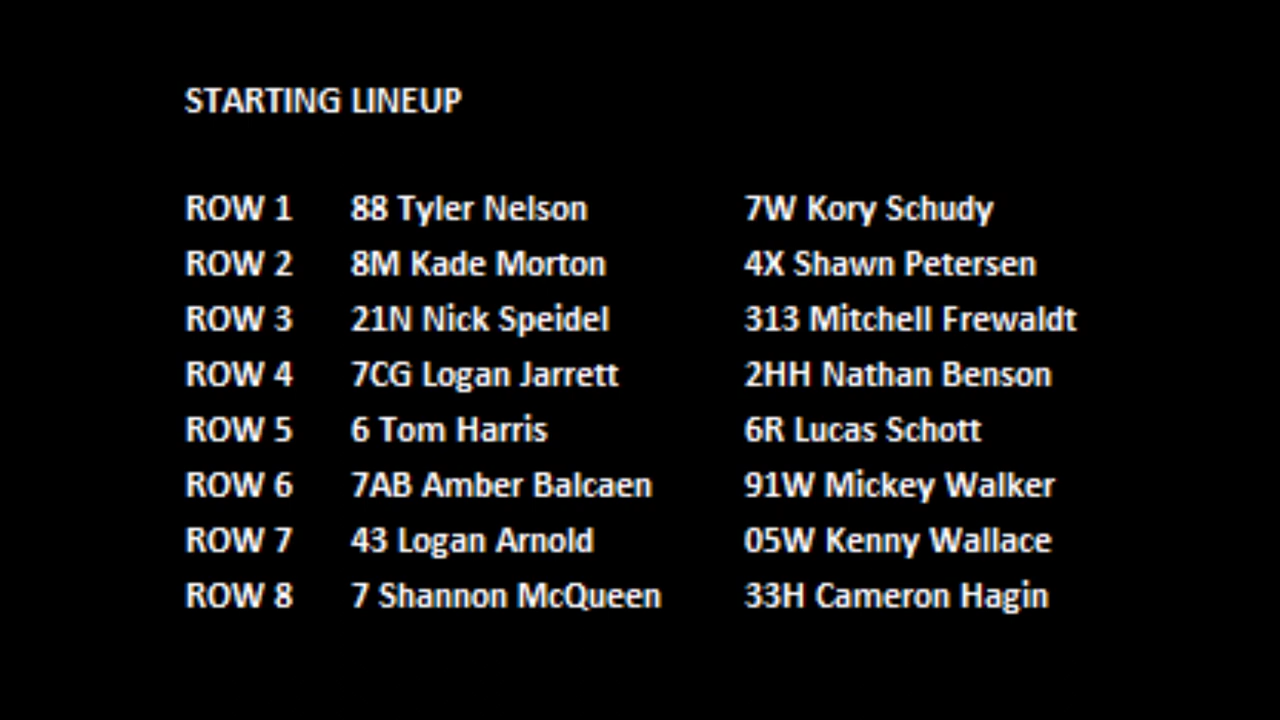 STARTING LINEUP
ROW 1 88 Tyler Nelson 7W Kory Schudy
ROW 2 8M Kade Morton 4X Shawn Petersen
ROW 3 21N Nick Speidel 313 Mitchell Frewaldt
ROW 4 7CG Logan Jarrett 2HH Nathan Benson
ROW 5 6 Tom Harris 6R Lucas Schott
ROW 6 7AB Amber Balcaen 91W Mickey Walker
ROW 7 43 Logan Arnold 05W Kenny Wallace
ROW 8 7 Shannon McQueen 33H Cameron Hagin